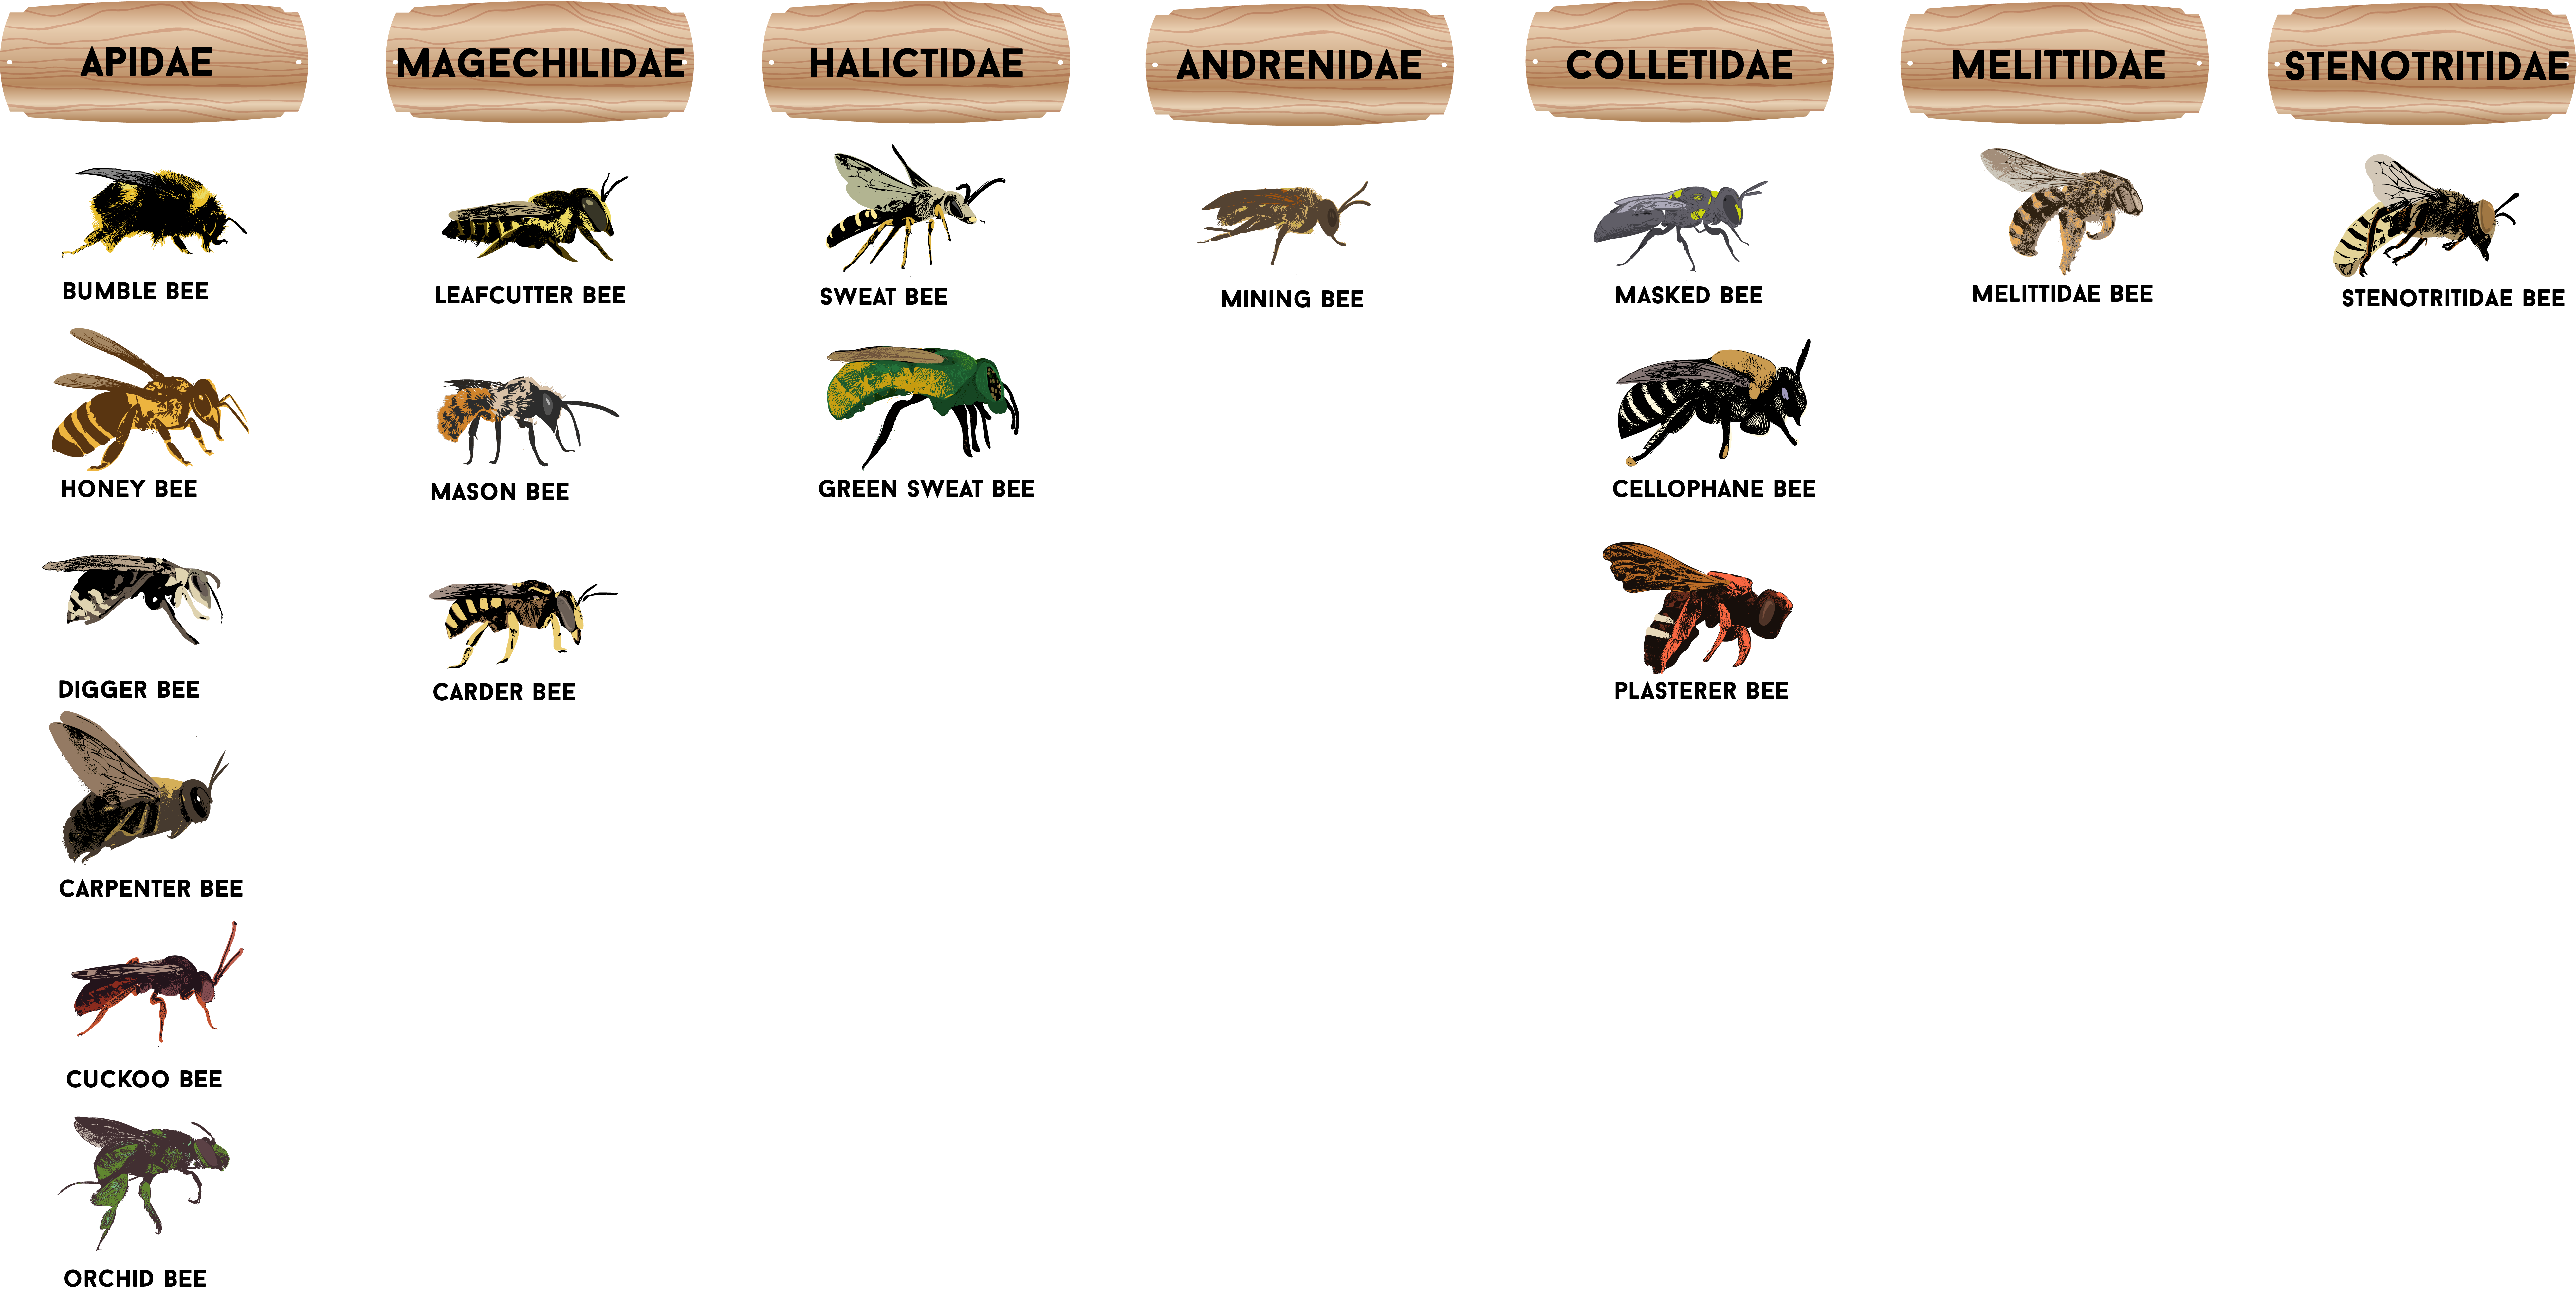 APIDAE
MAGECHILIDAE
HALICTIDAE
ANDRENIDAE
COLLETIDAE
MELITTIDAE
STENOTRITIDAE
BUMBLE BEE
LEAFCUTTER BEE
SWEAT BEE
MINING BEE
MASKED BEE
MELITTIDAE BEE
STENOTRITIDAE BEE
HONEY BEE
MASON BEE
GREEN SWEAT BEE
CELLOPHANE BEE
DIGGER BEE
CARDER BEE
PLASTERER BEE
CARPENTER BEE
CUCKOO BEE
ORCHID BEE